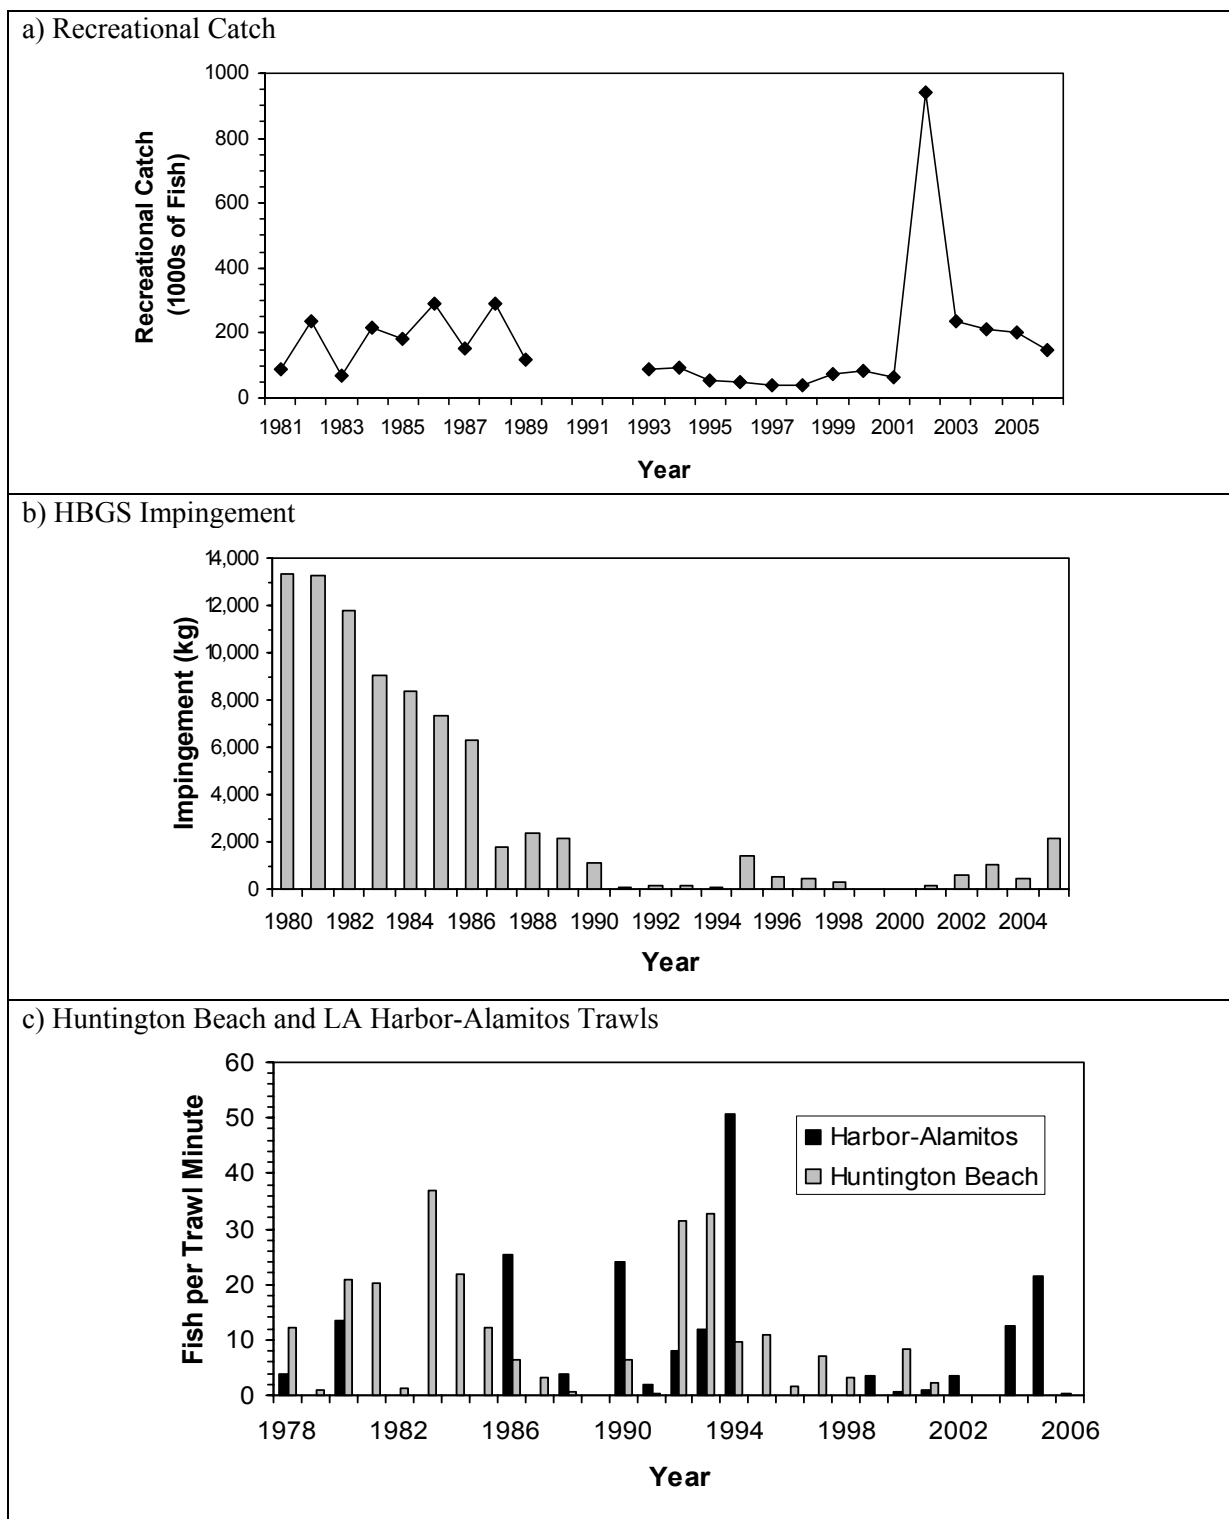 a) Recreational Catch
1000
800
600
400
200
0
Recreational Catch
(1000s of Fish)
1981 1983 1985 1987 1989 1991 1993 1995 1997 1999 2001 2003 2005
Year
b) HBGS Impingement
14,000
12,000
10,000
8,000
6,000
4,000
2,000
0
Impingement (kg)
1980 1982 1984 1986 1988 1990 1992 1994 1996 1998 2000 2002 2004
Year
c) Huntington Beach and LA Harbor-Alamitos Trawls
60
50
40
30
20
10
0
Fish per Trawl Minute
Harbor-Alamitos
Huntington Beach
1978 1982 1986 1990 1994 1998 2002 2006
Year